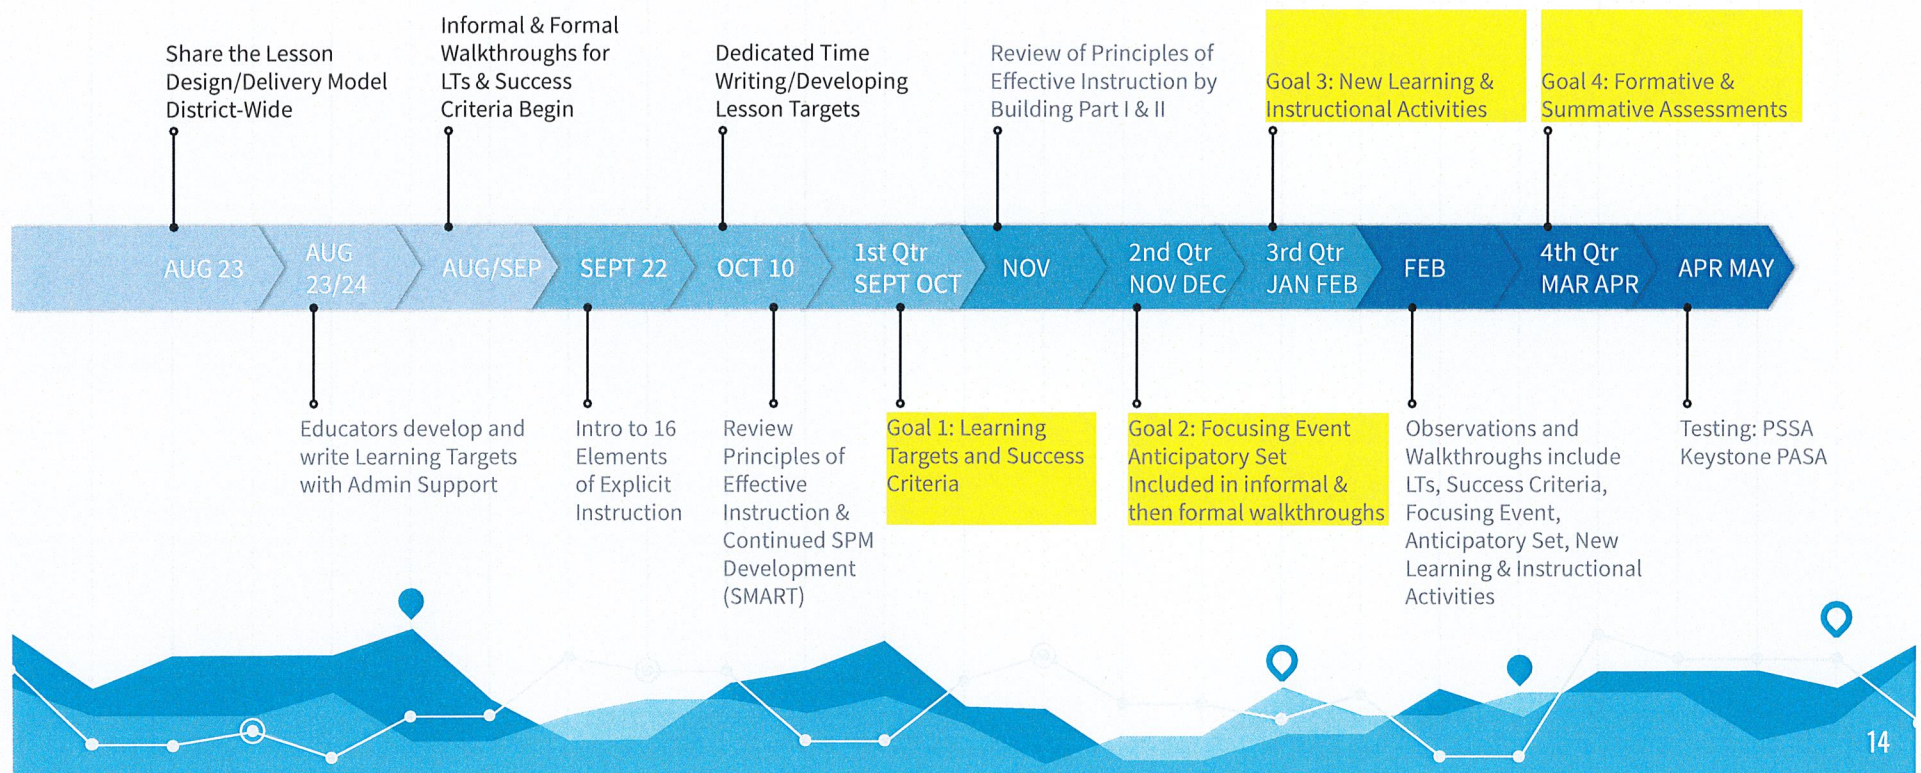 Share the Lesson
Design/Delivery Model
District-Wide
Informal & Formal
Walkthroughs for
LTs & Success
Criteria Begin
Dedicated Time
Writing/Developing
Lesson Targets
Review of Principles of
Effective Instruction by
Building Part I & II
Goal 3: New Learning &
Instructional Activities
Goal 4: Formative &
Summative Assessments
AUG 23
AUG
23/24
AUG/SEP
SEPT 22
OCT 10
1st Qtr
SEPT OCT
NOV
2nd Qtr
NOV DEC
3rd Qtr
JAN FEB
FEB
4th Qtr
MAR APR
APR MAY
Educators develop and
write Learning Targets
with Admin Support
Intro to 16
Elements
of Explicit
Instruction
Review
Principles of
Effective
Instruction &
Continued SPM
Development
(SMART)
Goal 1: Learning
Targets and Success
Criteria
Goal 2: Focusing Event
Anticipatory Set
Included in informal &
then formal walkthroughs
Observations and
Walkthroughs include
LTs, Success Criteria,
Focusing Event,
Anticipatory Set, New
Learning & Instructional
Activities
Testing: PSSA
Keystone PASA
14